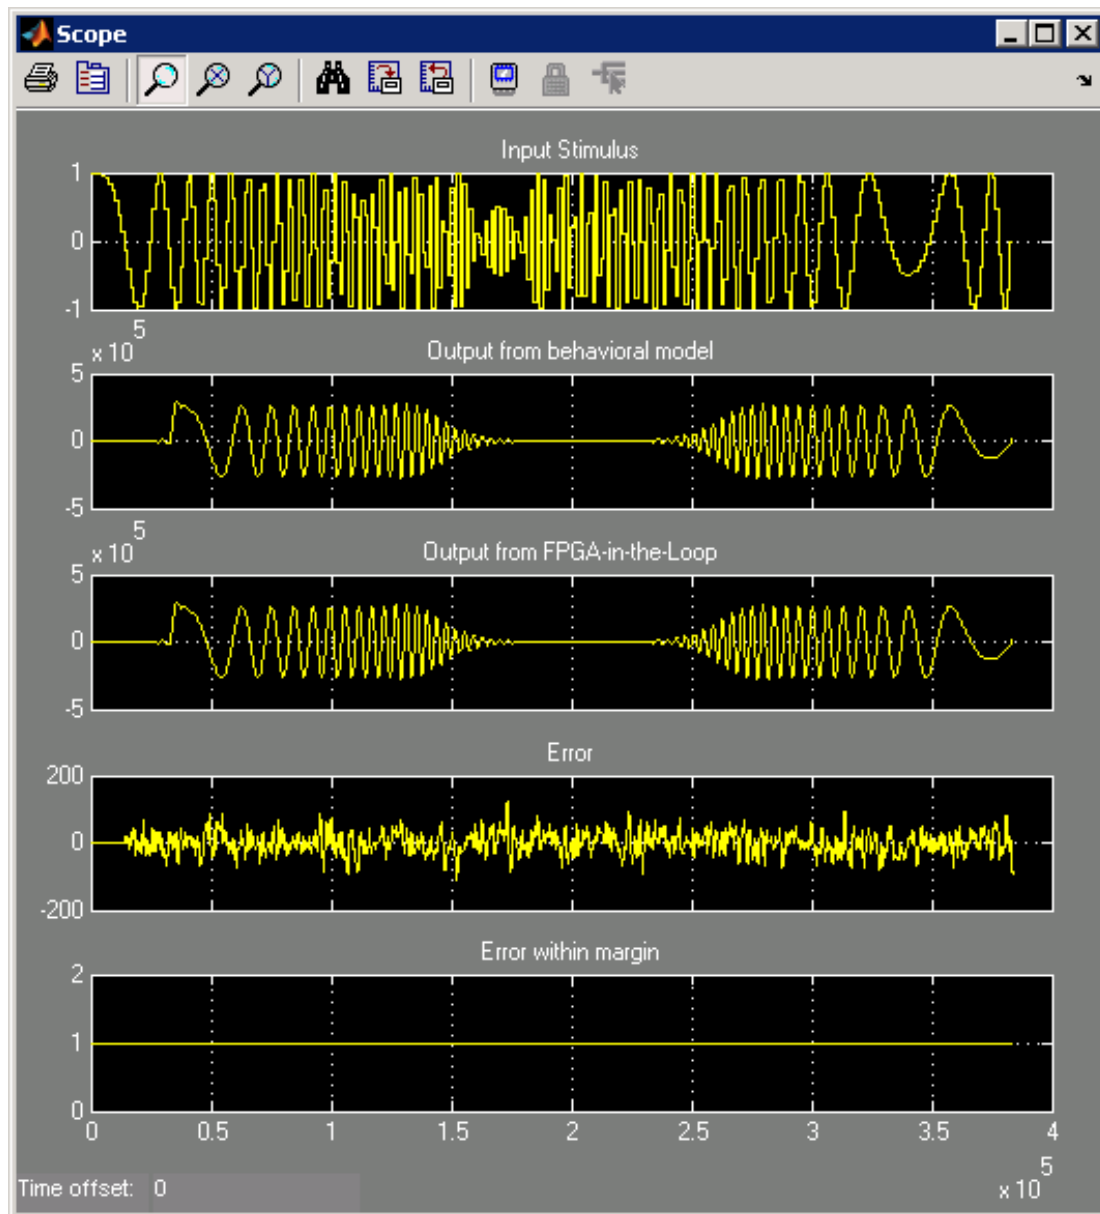 Scope
Input Stimulus
1
0
-1
x 10 5
Output from behavioral model
5
0
-5
x 10 5
Output from FPGA-in-the-Loop
5
0
-5
Error
200
0
-200
Error within margin
2
1
0
0 0.5 1 1.5 2 2.5 3 3.5 4
x 10 5
Time offset: 0